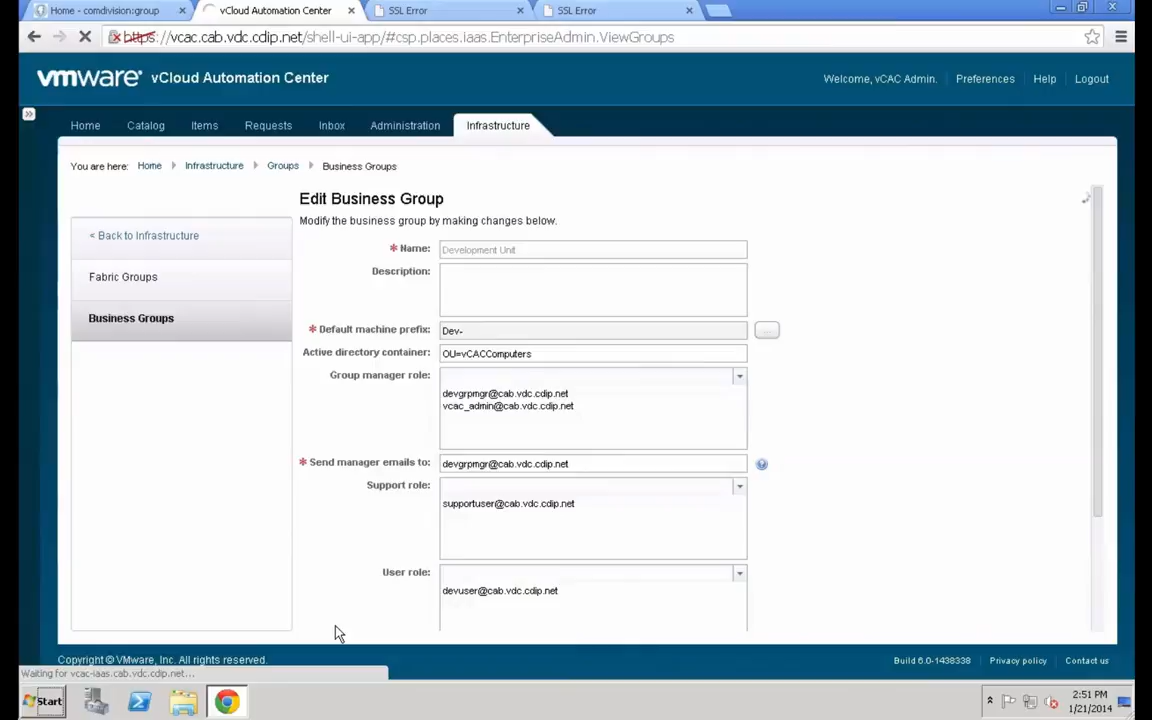 Home - comdivision:group
vCloud Automation Center
SSL Error
SSL Error
https://vcac.cab.vdc.cdip.net/shell-ui-app/#csp.places.iaas.EnterpriseAdmin.ViewGroups
vmware® vCloud Automation Center
Welcome, vCAC Admin. Preferences Help Logout
Home Catalog Items Requests Inbox Administration Infrastructure
You are here: Home Infrastructure Groups Business Groups
< Back to Infrastructure
Fabric Groups
Business Groups
Edit Business Group
Modify the business group by making changes below.
* Name: Development Unit
Description:
* Default machine prefix: Dev- ...
Active directory container: OU=vCACComputers
Group manager role:
devgrpmgr@cab.vdc.cdip.net
vcac_admin@cab.vdc.cdip.net
* Send manager emails to: devgrpmgr@cab.vdc.cdip.net
Support role:
supportuser@cab.vdc.cdip.net
User role:
devuser@cab.vdc.cdip.net
Copyright © VMware, Inc. All rights reserved.
Build 6.0-1438338 Privacy policy Contact us
Waiting for vcac-iaas.cab.vdc.cdip.net...
Start
2:51 PM
1/21/2014